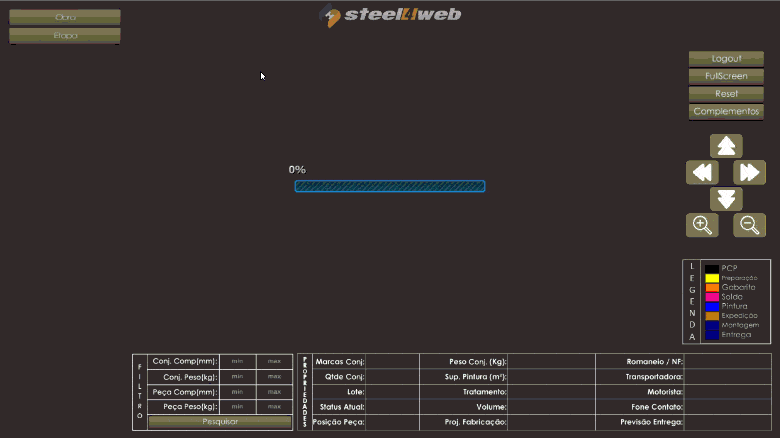 Obra
steel4web
Etapa
Logout
FullScreen
Reset
Complementos
0%
LEGENDA
PCP
Preparação
Gabarito
Solda
Pintura
Expedição
Montagem
Entrega
FILTRO
Conj. Comp(mm): min max
Conj. Peso(kg): min max
Peça Comp(mm): min max
Peça Peso(kg): min max
Pesquisar
PROPRIEDADES
Marcas Conj: Peso Conj. (Kg): Romaneio / NF:
Qtde Conj: Sup. Pintura (m²): Transportadora:
Lote: Tratamento: Motorista:
Status Atual: Volume: Fone Contato:
Posição Peça: Proj. Fabricação: Previsão Entrega: